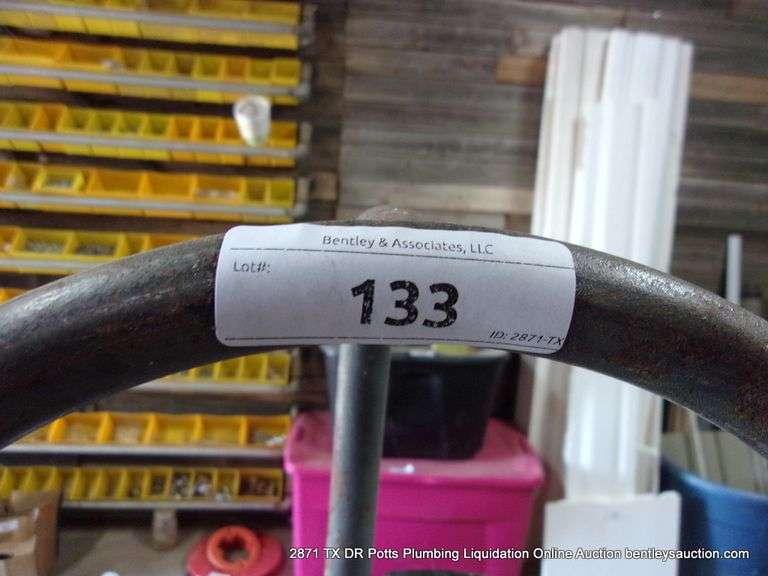 Bentley & Associates, LLC
Lot#:
133
ID: 2871-TX
2871 TX DR Potts Plumbing Liquidation Online Auction bentleysauction.com